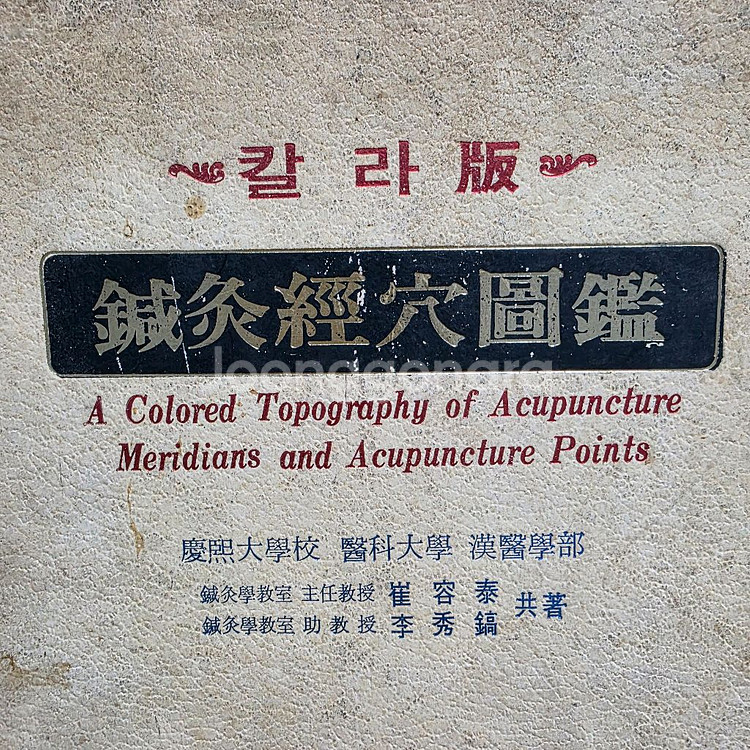 칼라版
鍼灸經穴圖鑑
Joonggonara
A Colored Topography of Acupuncture
Meridians and Acupuncture Points
慶熙大學校 醫科大學 漢醫學部
鍼灸學教室 主任教授 崔容泰
鍼灸學教室 助教授 李秀鎬
共著